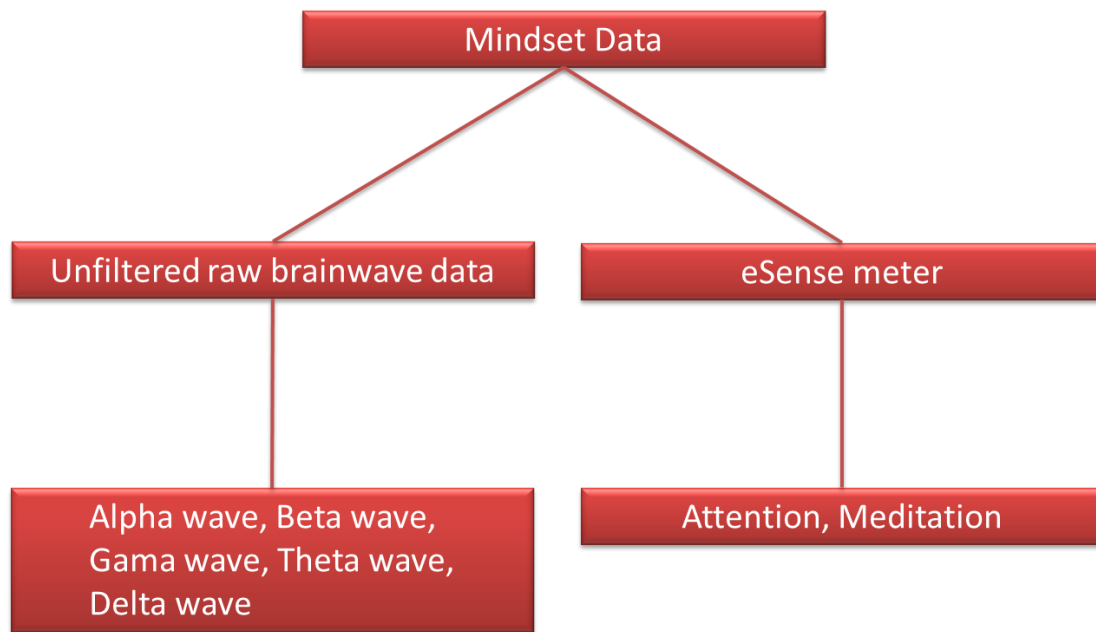 Mindset Data
Unfiltered raw brainwave data
eSense meter
Alpha wave, Beta wave,
Gama wave, Theta wave,
Delta wave
Attention, Meditation